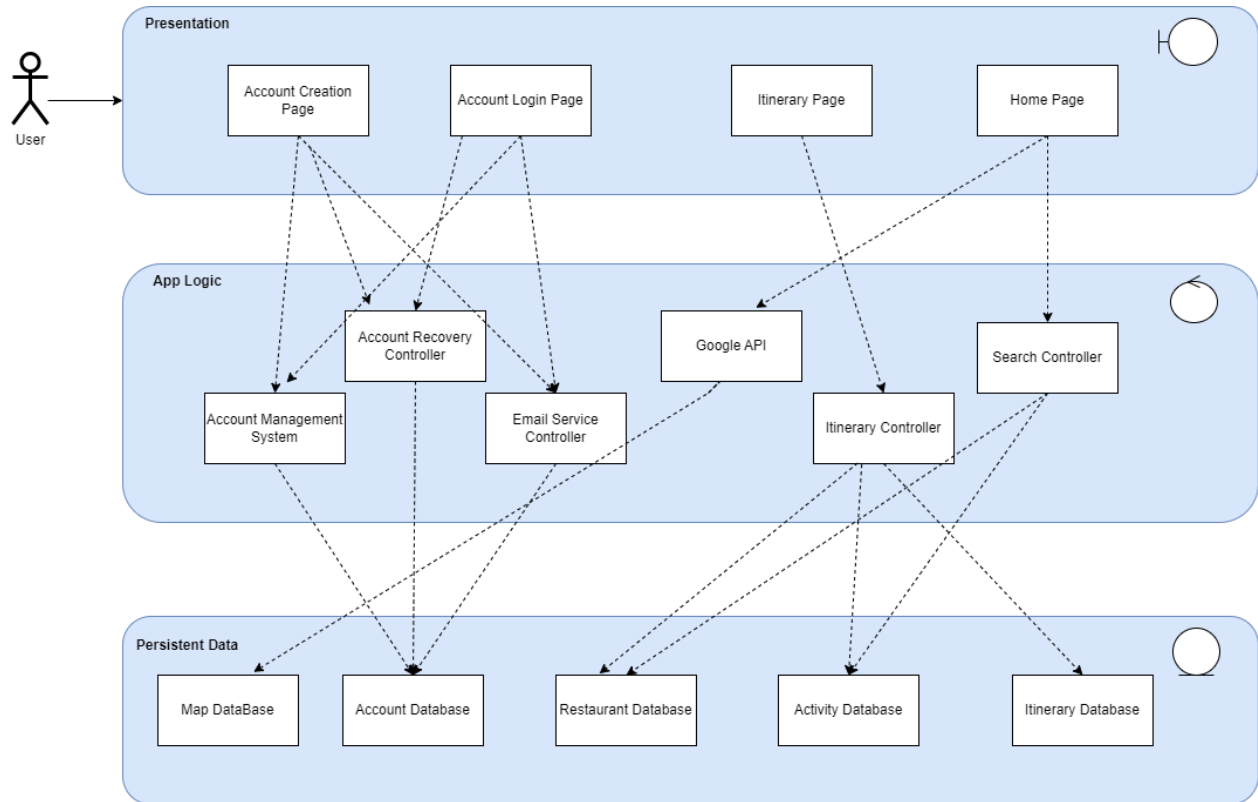 Presentation
Account Creation
Page
Account Login Page
Itinerary Page
Home Page
User
App Logic
Account Recovery
Controller
Google API
Search Controller
Account Management
System
Email Service
Controller
Itinerary Controller
Persistent Data
Map DataBase
Account Database
Restaurant Database
Activity Database
Itinerary Database